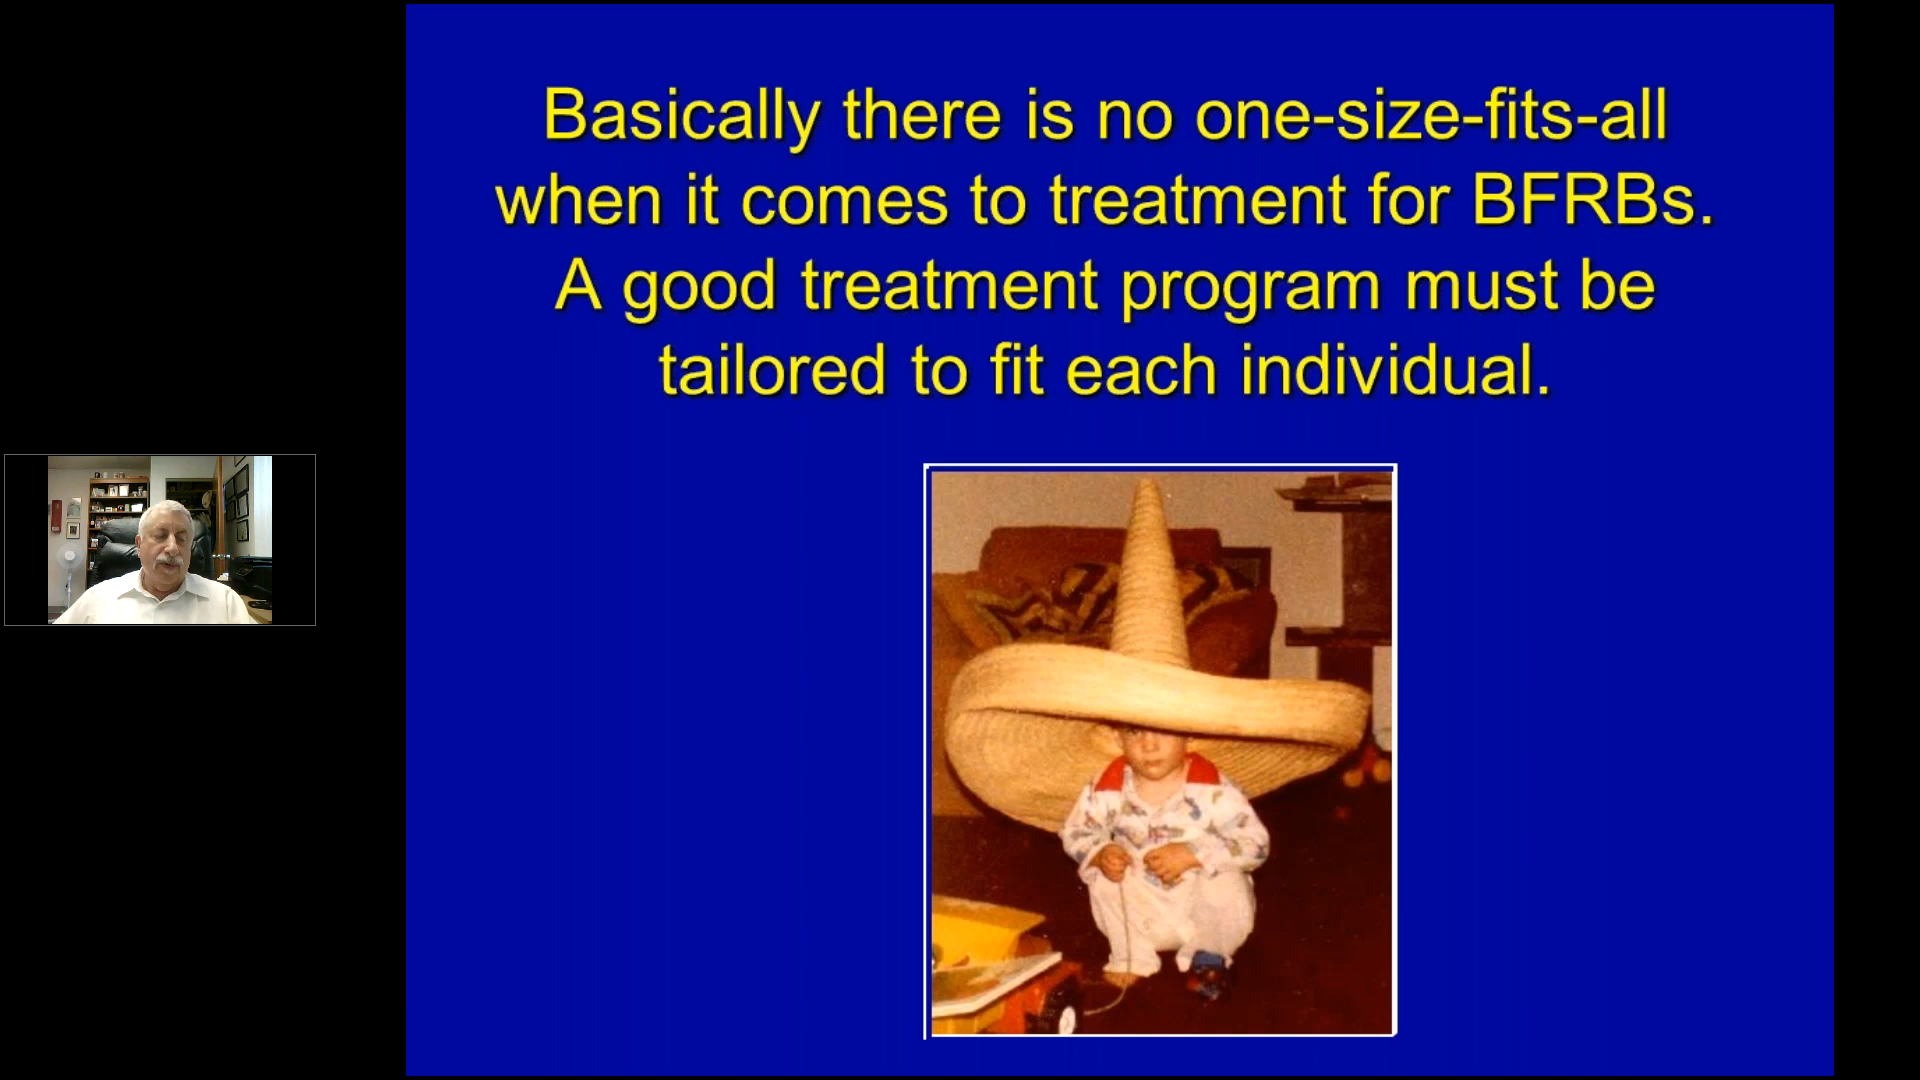 Basically there is no one-size-fits-all
when it comes to treatment for BFRBs.
A good treatment program must be
tailored to fit each individual.